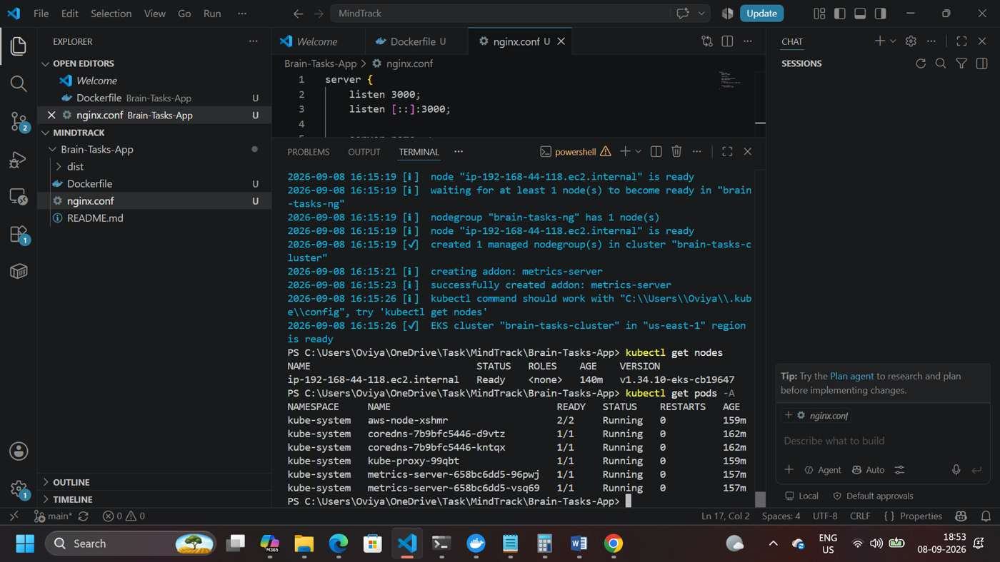 File Edit Selection View Go Run ···
MindTrack
Update
EXPLORER
OPEN EDITORS
Welcome
Dockerfile Brain-Tasks-App U
nginx.conf Brain-Tasks-App U
2
MINDTRACK
Brain-Tasks-App
dist
Dockerfile U
nginx.conf U
README.md
1
OUTLINE
TIMELINE
1
Welcome
Dockerfile U
nginx.conf U
Brain-Tasks-App > nginx.conf
1 server {
2 listen 3000;
3 listen [::]:3000;
4
PROBLEMS OUTPUT TERMINAL ···
powershell
2026-09-08 16:15:19 [ℹ] node "ip-192-168-44-118.ec2.internal" is ready
2026-09-08 16:15:19 [ℹ] waiting for at least 1 node(s) to become ready in "brain
-tasks-ng"
2026-09-08 16:15:19 [ℹ] nodegroup "brain-tasks-ng" has 1 node(s)
2026-09-08 16:15:19 [ℹ] node "ip-192-168-44-118.ec2.internal" is ready
2026-09-08 16:15:19 [✔] created 1 managed nodegroup(s) in cluster "brain-tasks-c
luster"
2026-09-08 16:15:21 [ℹ] creating addon: metrics-server
2026-09-08 16:15:23 [ℹ] successfully created addon: metrics-server
2026-09-08 16:15:26 [ℹ] kubectl command should work with "C:\\Users\\Oviya\\.kub
e\\config", try 'kubectl get nodes'
2026-09-08 16:15:26 [✔] EKS cluster "brain-tasks-cluster" in "us-east-1" region
is ready
PS C:\Users\Oviya\OneDrive\Task\MindTrack\Brain-Tasks-App> kubectl get nodes
NAME STATUS ROLES AGE VERSION
ip-192-168-44-118.ec2.internal Ready <none> 140m v1.34.10-eks-cb19647
PS C:\Users\Oviya\OneDrive\Task\MindTrack\Brain-Tasks-App> kubectl get pods -A
NAMESPACE NAME READY STATUS RESTARTS AGE
kube-system aws-node-xshmr 2/2 Running 0 159m
kube-system coredns-7b9bfc5446-d9vtz 1/1 Running 0 162m
kube-system coredns-7b9bfc5446-kntqx 1/1 Running 0 162m
kube-system kube-proxy-99qbt 1/1 Running 0 159m
kube-system metrics-server-658bc6dd5-96pwj 1/1 Running 0 157m
kube-system metrics-server-658bc6dd5-vsq69 1/1 Running 0 157m
PS C:\Users\Oviya\OneDrive\Task\MindTrack\Brain-Tasks-App>
CHAT
SESSIONS
Tip: Try the Plan agent to research and plan
before implementing changes.
nginx.conf
Describe what to build
Agent Auto
Local Default approvals
main* 0 0
Ln 17, Col 2 Spaces: 4 UTF-8 CRLF { } Properties
Search
M365
ENG
US
18:53
08-09-2026